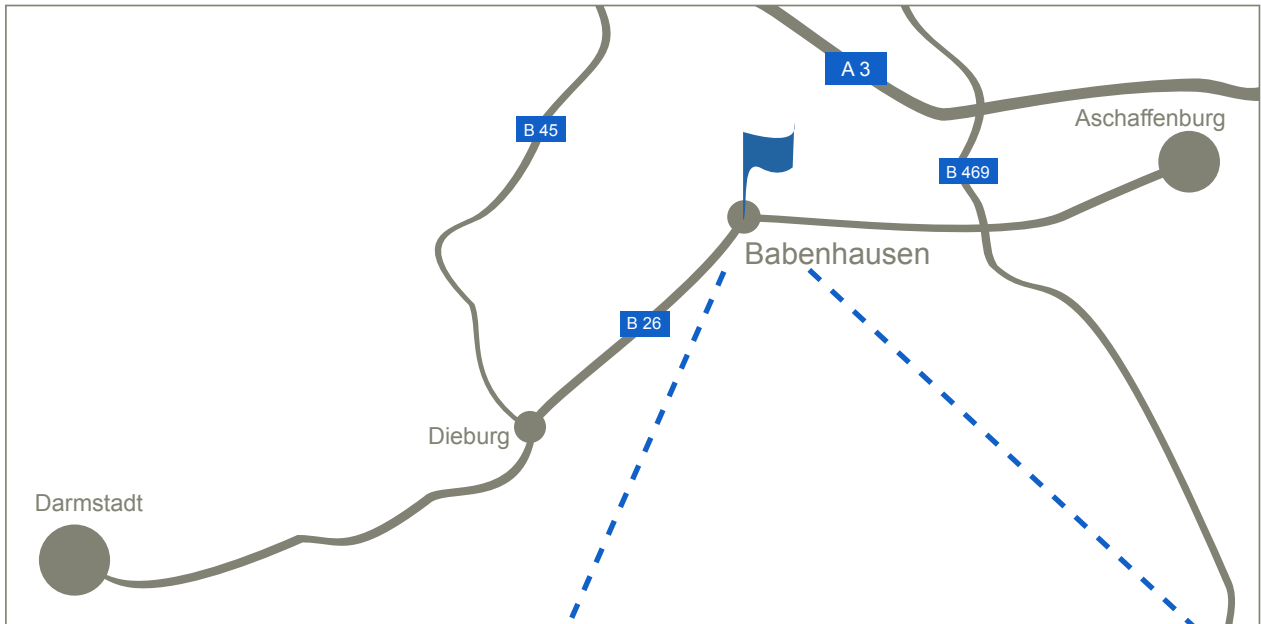 A 3
Aschaffenburg
B 45
B 469
Babenhausen
B 26
Dieburg
Darmstadt